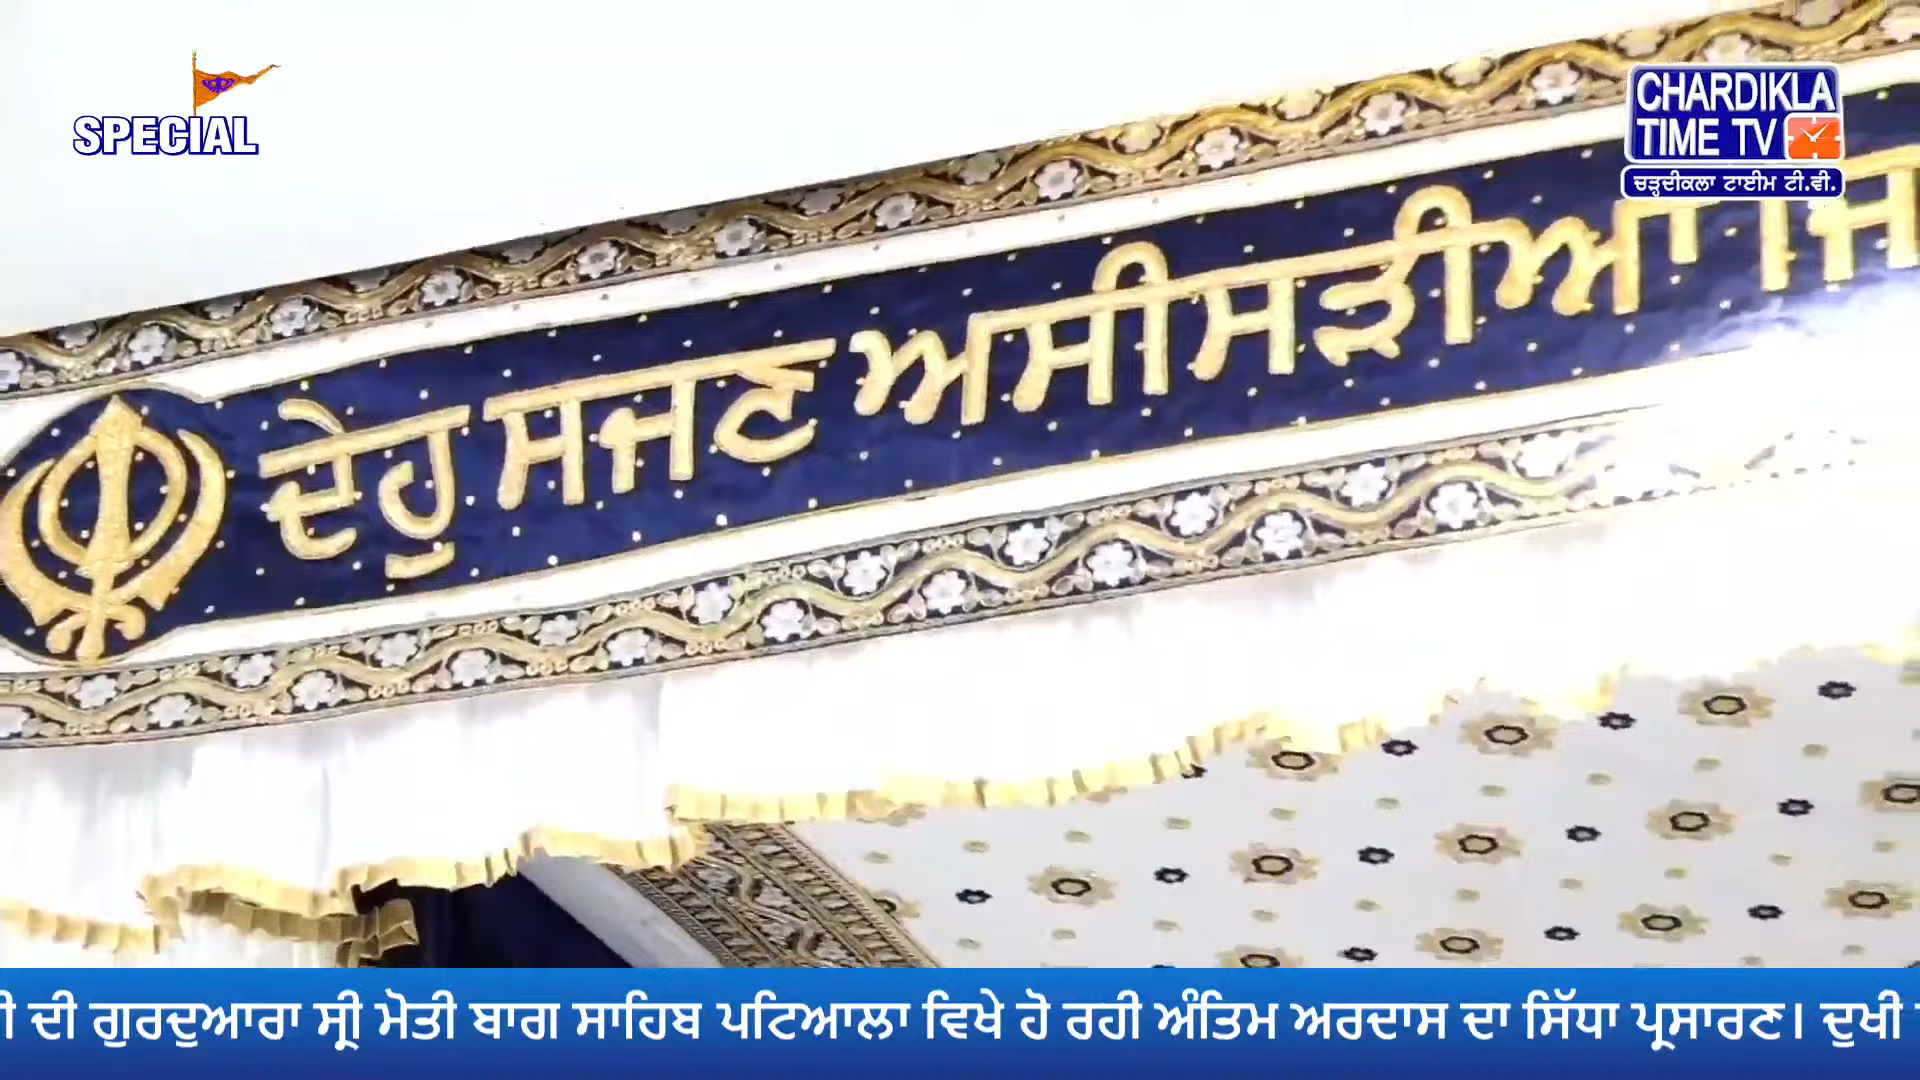 SPECIAL
CHARDIKLA
TIME TV
ਚੜ੍ਹਦੀਕਲਾ ਟਾਈਮ ਟੀ.ਵੀ.
ਦੇਹੁ ਸਜਣ ਅਸੀਸੜੀਆ
ਦੀ ਗੁਰਦੁਆਰਾ ਸ੍ਰੀ ਮੋਤੀ ਬਾਗ ਸਾਹਿਬ ਪਟਿਆਲਾ ਵਿਖੇ ਹੋ ਰਹੀ ਅੰਤਿਮ ਅਰਦਾਸ ਦਾ ਸਿੱਧਾ ਪ੍ਰਸਾਰਣ। ਦੁਖੀ